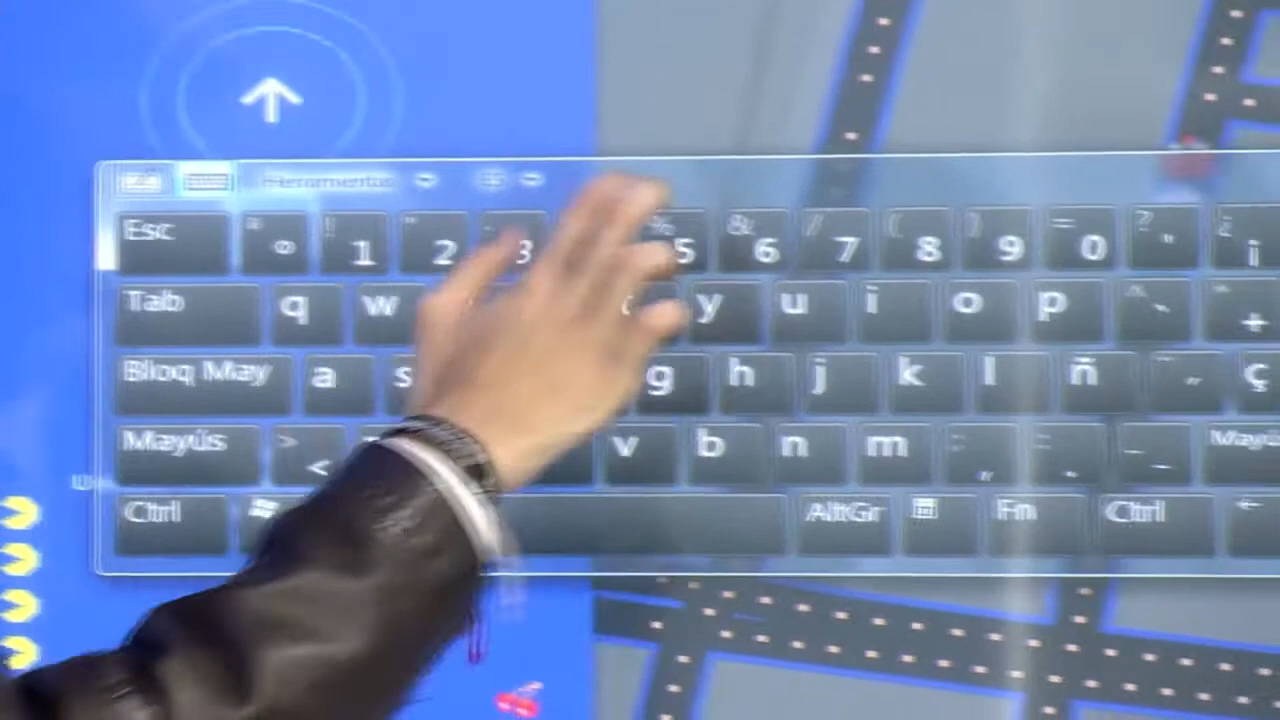 Herramientas
Esc ª º ! 1 " 2 3 % 5 & 6 / 7 ( 8 ) 9 = 0 ? ' ¿ ¡
Tab q w y u i o p ^ ` * +
Bloq May a s g h j k l ñ ¨ ´ ç
Mayús > < v b n m ; , : . _ - Mayú
Ctrl AltGr Fn Ctrl ←